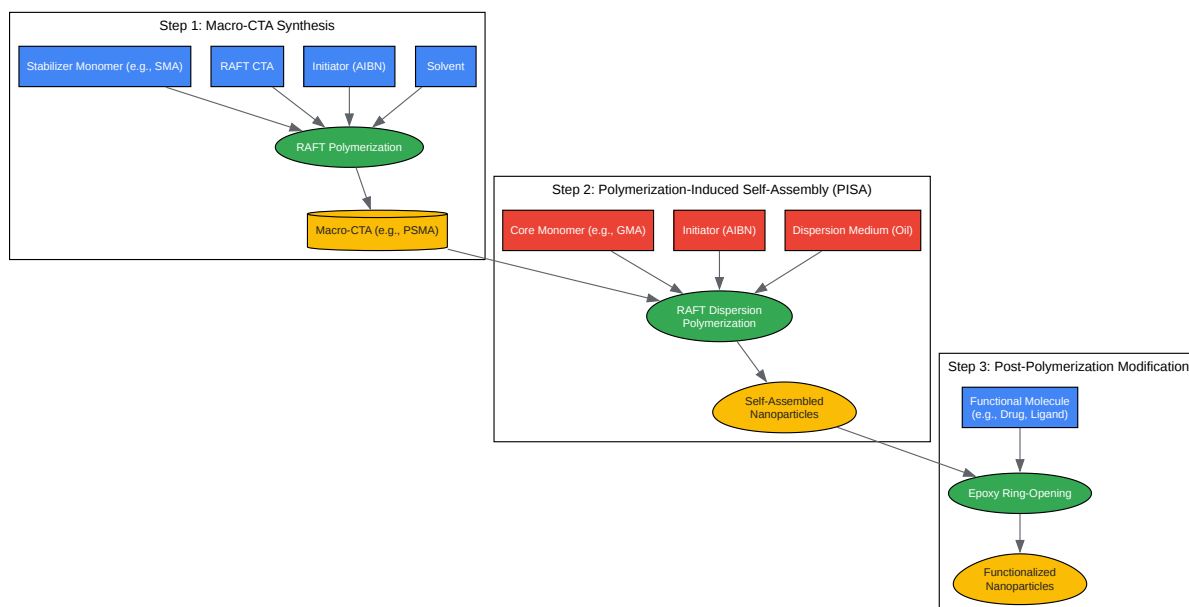 Step 1: Macro-CTA Synthesis
Stabilizer Monomer (e.g., SMA)
RAFT CTA
Initiator (AIBN)
Solvent
RAFT Polymerization
Macro-CTA (e.g., PSMA)
Step 2: Polymerization-Induced Self-Assembly (PISA)
Core Monomer (e.g., GMA)
Initiator (AIBN)
Dispersion Medium (Oil)
RAFT Dispersion
Polymerization
Self-Assembled
Nanoparticles
Step 3: Post-Polymerization Modification
Functional Molecule
(e.g., Drug, Ligand)
Epoxy Ring-Opening
Functionalized
Nanoparticles